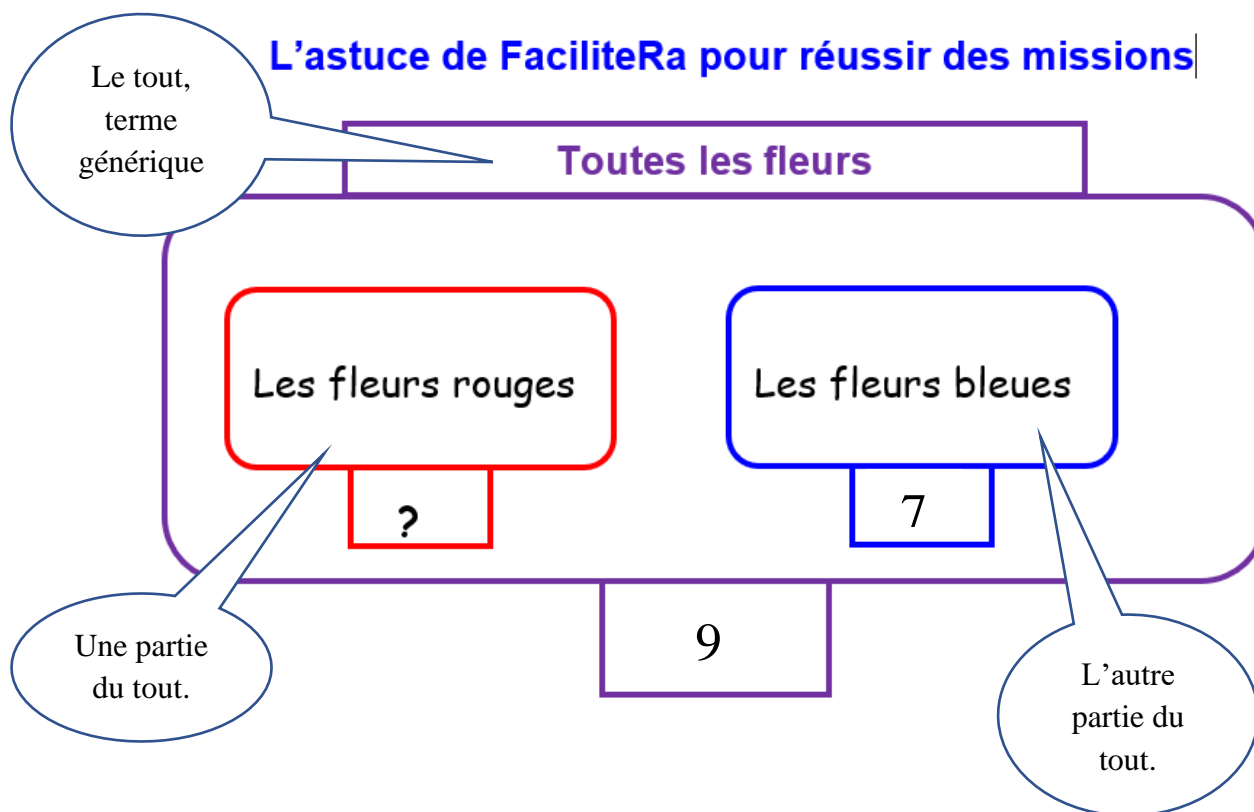 L’astuce de FaciliteRa pour réussir des missions
Le tout,
terme
générique
Toutes les fleurs
Les fleurs rouges
Les fleurs bleues
?
7
9
Une partie
du tout.
L’autre
partie du
tout.